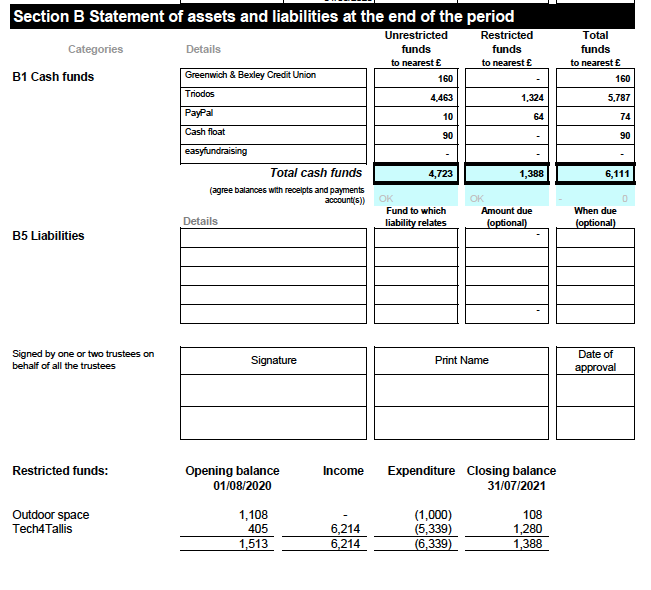 Section B Statement of assets and liabilities at the end of the period
Categories Details Unrestricted funds to nearest £ Restricted funds to nearest £ Total funds to nearest £
B1 Cash funds
Greenwich & Bexley Credit Union 160 - 160
Triodos 4,463 1,324 5,787
PayPal 10 64 74
Cash float 90 - 90
easyfundraising - - -
Total cash funds 4,723 1,388 6,111
(agree balances with receipts and payments account(s)) OK OK - 0
Details Fund to which liability relates Amount due (optional) When due (optional)
B5 Liabilities -
-
Signed by one or two trustees on behalf of all the trustees
Signature Print Name Date of approval
Restricted funds: Opening balance Income Expenditure Closing balance
01/08/2020 31/07/2021
Outdoor space 1,108 - (1,000) 108
Tech4Tallis 405 6,214 (5,339) 1,280
1,513 6,214 (6,339) 1,388